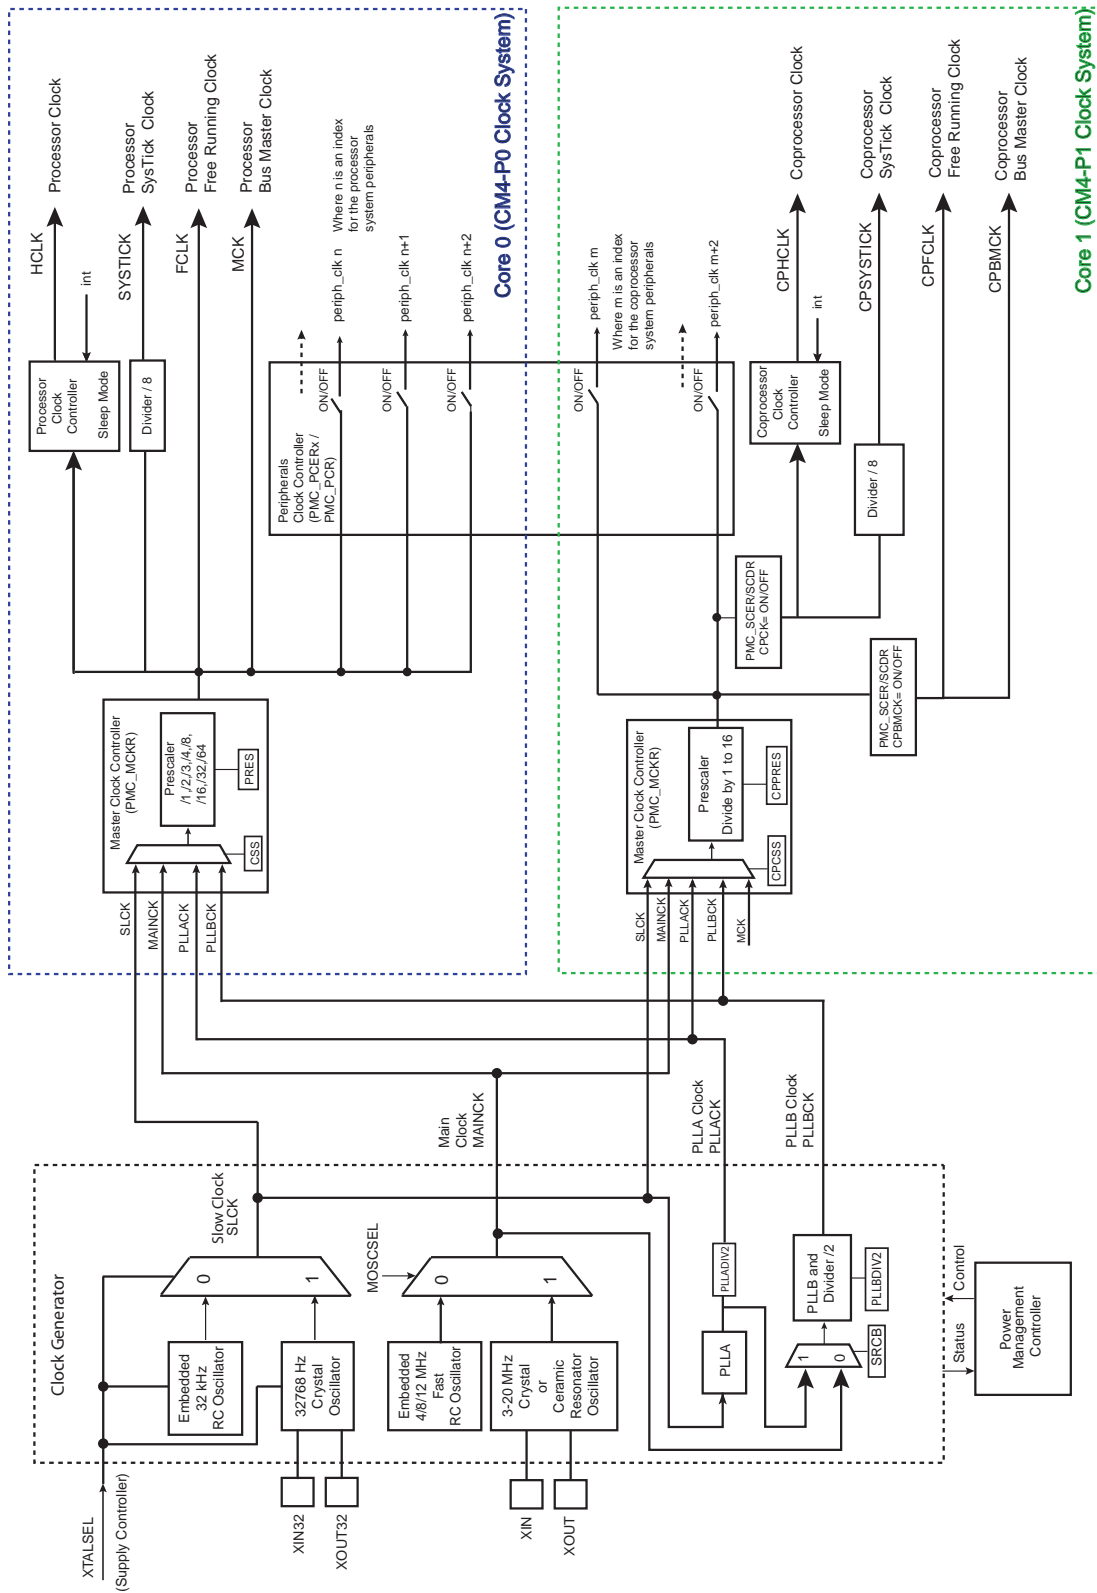 XTALSEL
(Supply Controller)
Clock Generator
Embedded
32 kHz
RC Oscillator
32768 Hz
Crystal
Oscillator
XIN32
XOUT32
0
1
Slow Clock
SLCK
MOSCSEL
Embedded
4/8/12 MHz
Fast
RC Oscillator
3-20 MHz
Crystal
or
Ceramic
Resonator
Oscillator
XIN
XOUT
0
1
Main
Clock
MAINCK
PLLA
PLLADIV2
PLLA Clock
PLLACK
1
0
SRCB
PLLB and
Divider /2
PLLBDIV2
PLLB Clock
PLLBCK
Status
Control
Power
Management
Controller
SLCK
MAINCK
PLLACK
PLLBCK
Master Clock Controller
(PMC_MCKR)
CSS
Prescaler
/1,/2,/3,/4,/8,
/16,/32,/64
PRES
Processor
Clock
Controller
Sleep Mode
int
HCLK
Processor Clock
Divider / 8
SYSTICK
Processor
SysTick Clock
FCLK
Processor
Free Running Clock
MCK
Processor
Bus Master Clock
Peripherals
Clock Controller
(PMC_PCERx /
PMC_PCR)
ON/OFF
periph_clk n
Where n is an index
for the processor
system peripherals
ON/OFF
periph_clk n+1
ON/OFF
periph_clk n+2
Core 0 (CM4-P0 Clock System)
SLCK
MAINCK
PLLACK
PLLBCK
MCK
Master Clock Controller
(PMC_MCKR)
CPCSS
Prescaler
Divide by 1 to 16
CPPRES
ON/OFF
periph_clk m
Where m is an index
for the coprocessor
system peripherals
ON/OFF
periph_clk m+2
PMC_SCER/SCDR
CPCK= ON/OFF
Coprocessor
Clock
Controller
Sleep Mode
int
CPHCLK
Coprocessor Clock
Divider / 8
CPSYSTICK
Coprocessor
SysTick Clock
PMC_SCER/SCDR
CPBMCK= ON/OFF
CPFCLK
Coprocessor
Free Running Clock
CPBMCK
Coprocessor
Bus Master Clock
Core 1 (CM4-P1 Clock System)